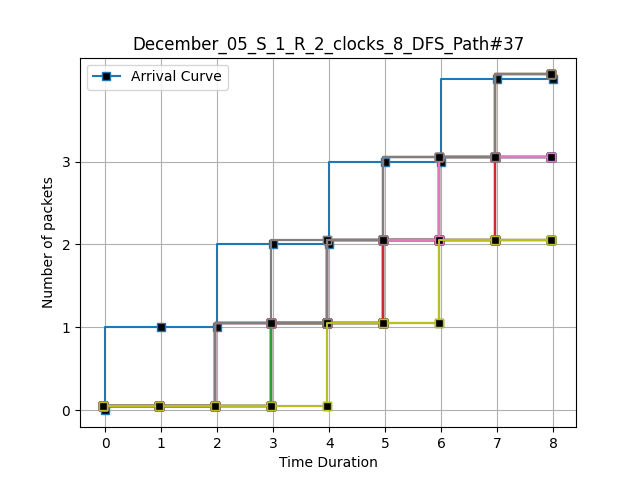 December_05_S_1_R_2_clocks_8_DFS_Path#37
Arrival Curve
Number of packets
3
2
1
0
0 1 2 3 4 5 6 7 8
Time Duration